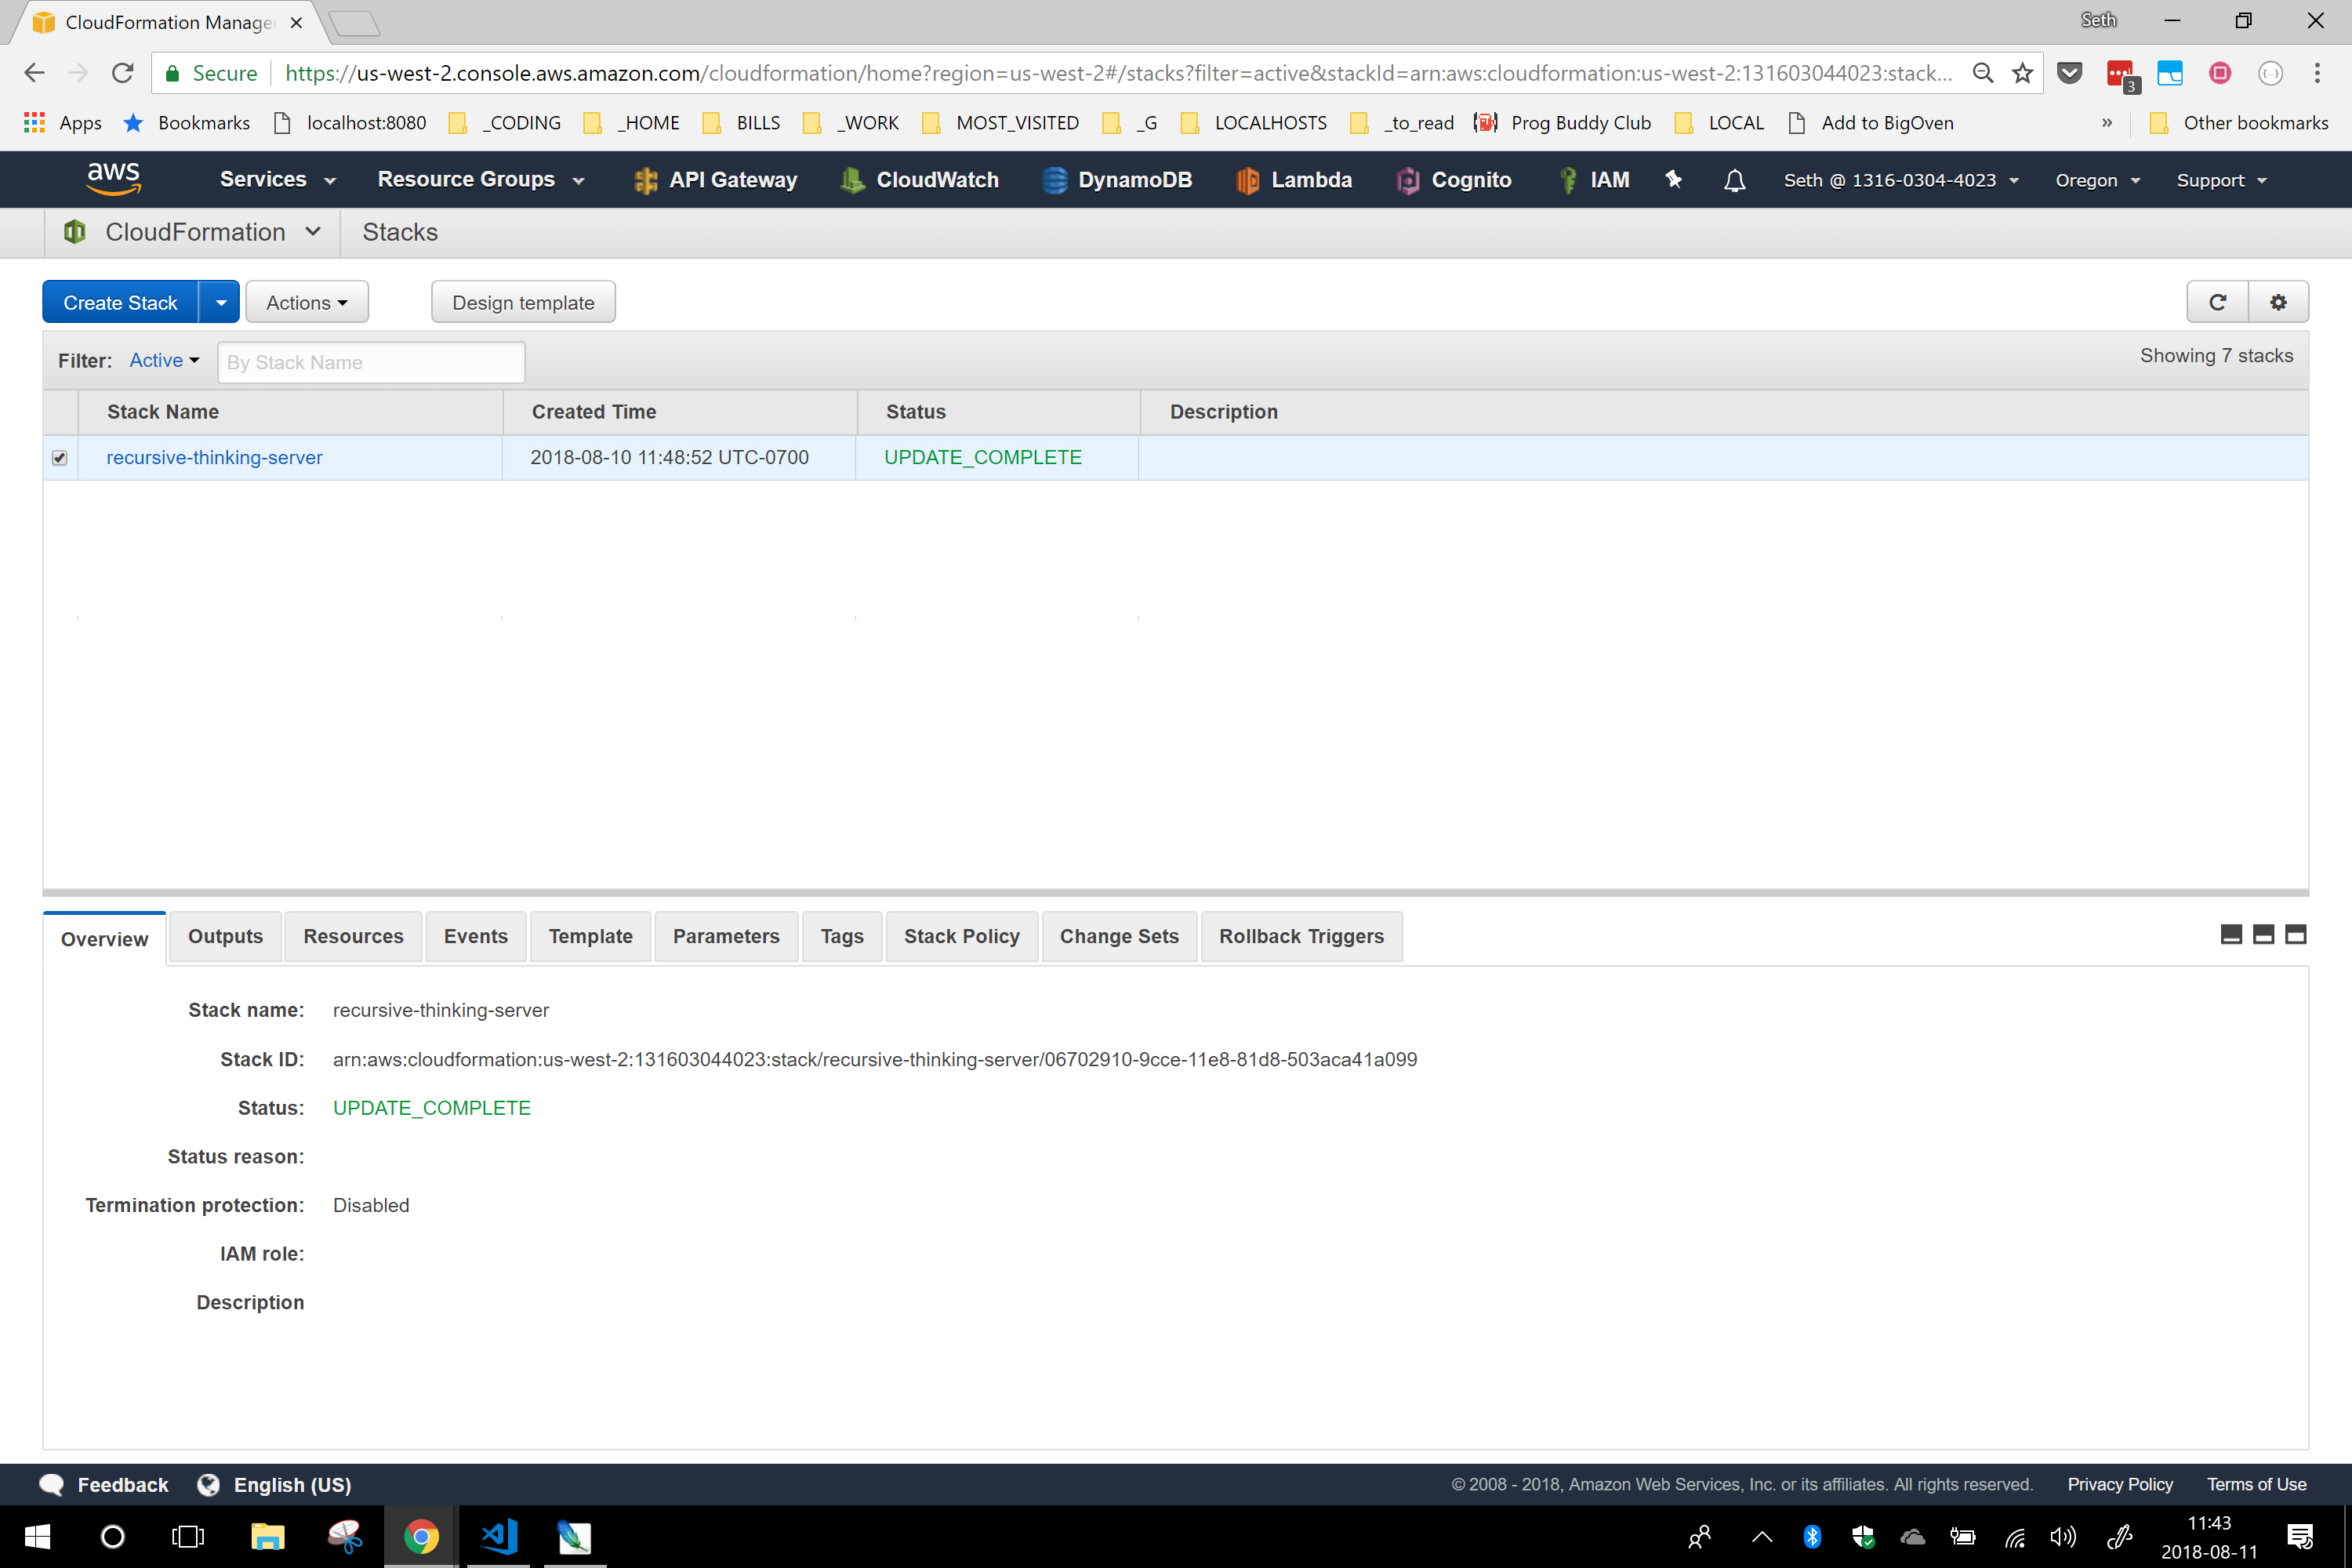 CloudFormation Manage
Seth
Secure https://us-west-2.console.aws.amazon.com/cloudformation/home?region=us-west-2#/stacks?filter=active&stackId=arn:aws:cloudformation:us-west-2:131603044023:stack...
3
Apps Bookmarks localhost:8080 _CODING _HOME BILLS _WORK MOST_VISITED _G LOCALHOSTS _to_read Prog Buddy Club LOCAL Add to BigOven » Other bookmarks
aws Services Resource Groups API Gateway CloudWatch DynamoDB Lambda Cognito IAM Seth @ 1316-0304-4023 Oregon Support
CloudFormation Stacks
Create Stack Actions Design template
Filter: Active By Stack Name Showing 7 stacks
Stack Name Created Time Status Description
recursive-thinking-server 2018-08-10 11:48:52 UTC-0700 UPDATE_COMPLETE
Overview Outputs Resources Events Template Parameters Tags Stack Policy Change Sets Rollback Triggers
Stack name: recursive-thinking-server
Stack ID: arn:aws:cloudformation:us-west-2:131603044023:stack/recursive-thinking-server/06702910-9cce-11e8-81d8-503aca41a099
Status: UPDATE_COMPLETE
Status reason:
Termination protection: Disabled
IAM role:
Description
Feedback English (US) © 2008 - 2018, Amazon Web Services, Inc. or its affiliates. All rights reserved. Privacy Policy Terms of Use
11:43
2018-08-11